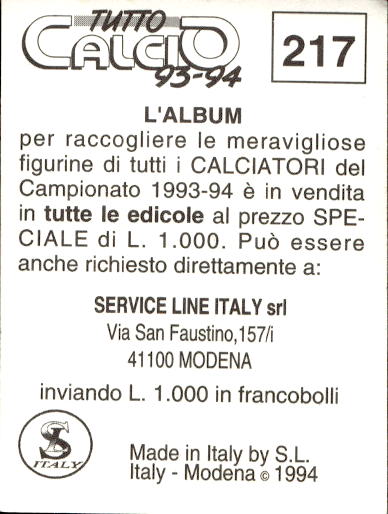 TUTTO
CALCIO
93-94
217
L'ALBUM
per raccogliere le meravigliose
figurine di tutti i CALCIATORI del
Campionato 1993-94 è in vendita
in tutte le edicole al prezzo SPE-
CIALE di L. 1.000. Può essere
anche richiesto direttamente a:
SERVICE LINE ITALY srl
Via San Faustino,157/i
41100 MODENA
inviando L. 1.000 in francobolli
SL
ITALY
Made in Italy by S.L.
Italy - Modena © 1994